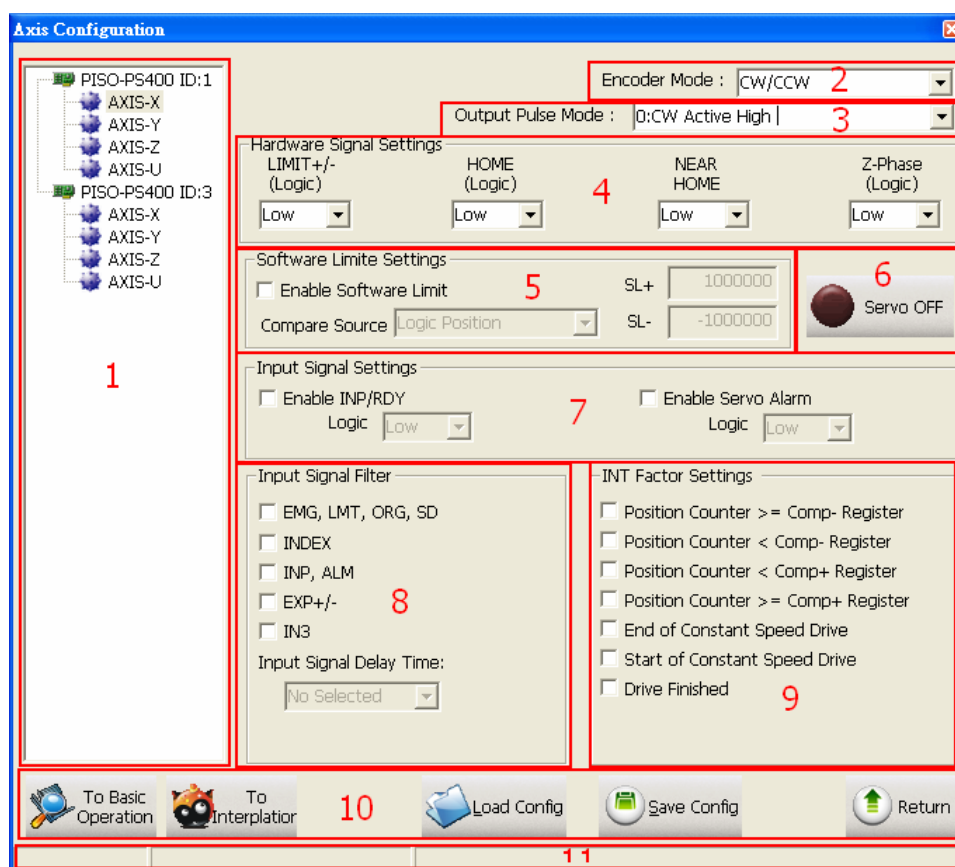 Axis Configuration
PISO-PS400 ID:1
AXIS-X
AXIS-Y
AXIS-Z
AXIS-U
PISO-PS400 ID:3
AXIS-X
AXIS-Y
AXIS-Z
AXIS-U
1
Encoder Mode : CW/CCW 2
Output Pulse Mode : 0:CW Active High 3
Hardware Signal Settings
LIMIT+/- HOME NEAR Z-Phase
(Logic) (Logic) HOME (Logic)
Low Low 4 Low Low
Software Limite Settings
Enable Software Limit 5 SL+ 1000000
Compare Source Logic Position SL- -1000000
6
Servo OFF
Input Signal Settings
Enable INP/RDY Enable Servo Alarm
Logic Low 7 Logic Low
Input Signal Filter
EMG, LMT, ORG, SD
INDEX
INP, ALM
EXP+/- 8
IN3
Input Signal Delay Time:
No Selected
INT Factor Settings
Position Counter >= Comp- Register
Position Counter < Comp- Register
Position Counter < Comp+ Register
Position Counter >= Comp+ Register
End of Constant Speed Drive
Start of Constant Speed Drive
Drive Finished 9
To Basic Operation
To Interplation
10
Load Config
Save Config
Return
11